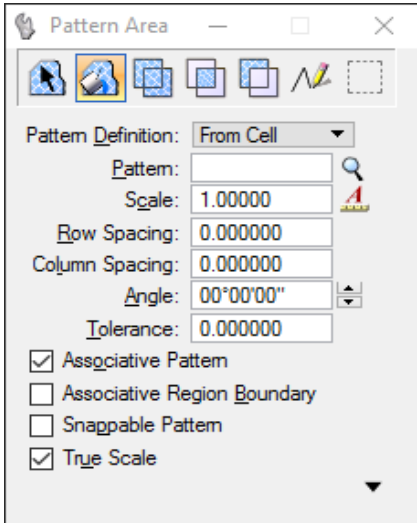 Pattern Area
Pattern Definition: From Cell
Pattern:
Scale: 1.00000 A
Row Spacing: 0.000000
Column Spacing: 0.000000
Angle: 00°00'00"
Tolerance: 0.000000
Associative Pattern
Associative Region Boundary
Snappable Pattern
True Scale